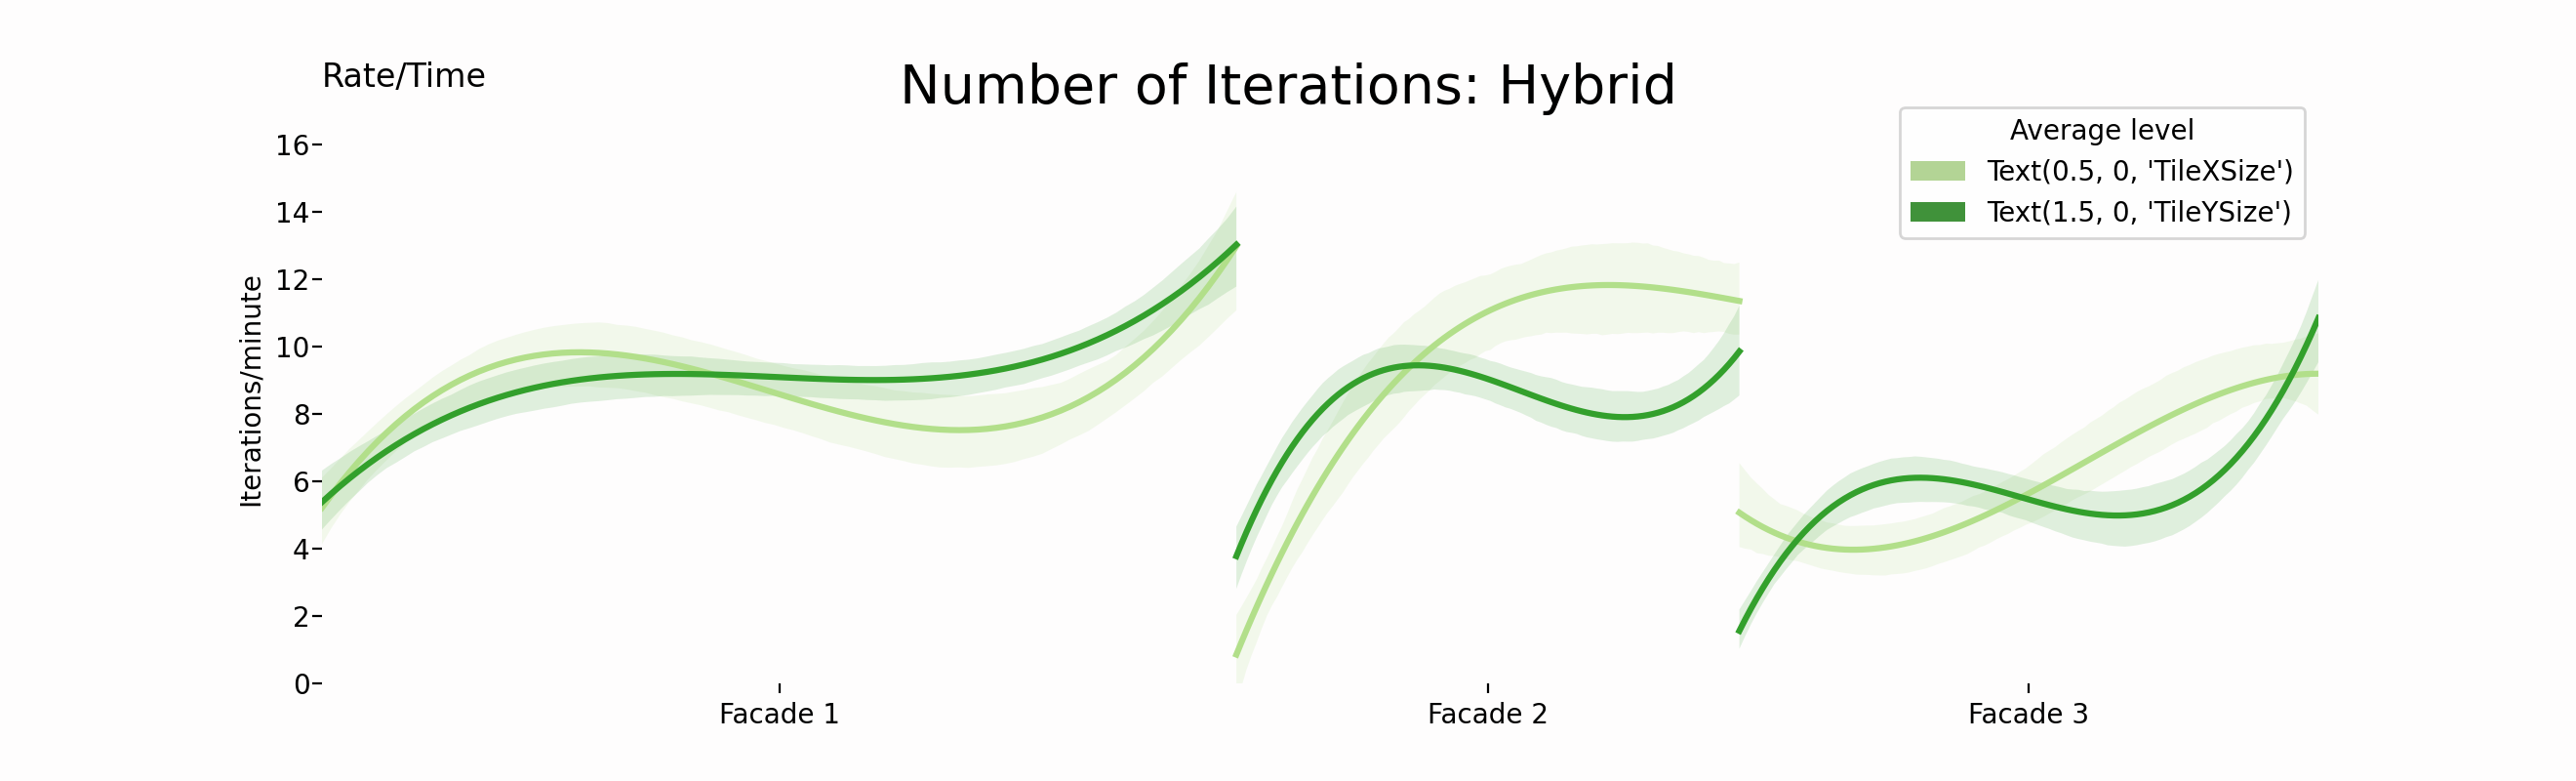 Rate/Time
Number of Iterations: Hybrid
Average level
Text(0.5, 0, 'TileXSize')
Text(1.5, 0, 'TileYSize')
Iterations/minute
16
14
12
10
8
6
4
2
0
Facade 1
Facade 2
Facade 3